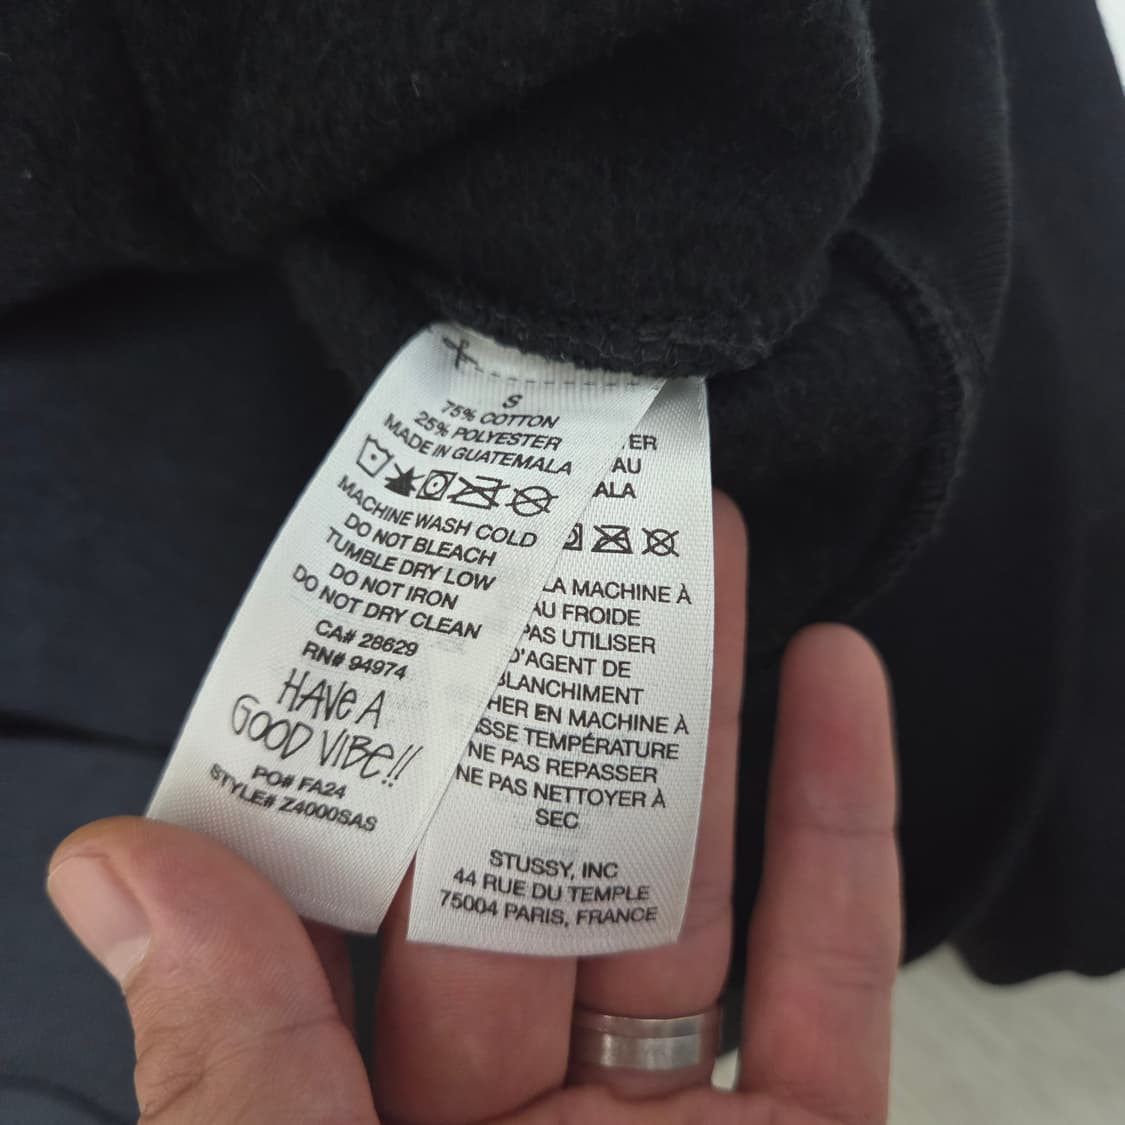 S
75% COTTON
25% POLYESTER
MADE IN GUATEMALA
MACHINE WASH COLD
DO NOT BLEACH
TUMBLE DRY LOW
DO NOT IRON
DO NOT DRY CLEAN
CA# 28629
RN# 94974
HAVE A
GOOD VIBE!!
PO# FA24
STYLE# Z4000SAS
ER
AU
ALA
LA MACHINE À
AU FROIDE
PAS UTILISER
D'AGENT DE
BLANCHIMENT
HER EN MACHINE À
SSE TEMPÉRATURE
NE PAS REPASSER
NE PAS NETTOYER À
SEC
STUSSY, INC
44 RUE DU TEMPLE
75004 PARIS, FRANCE